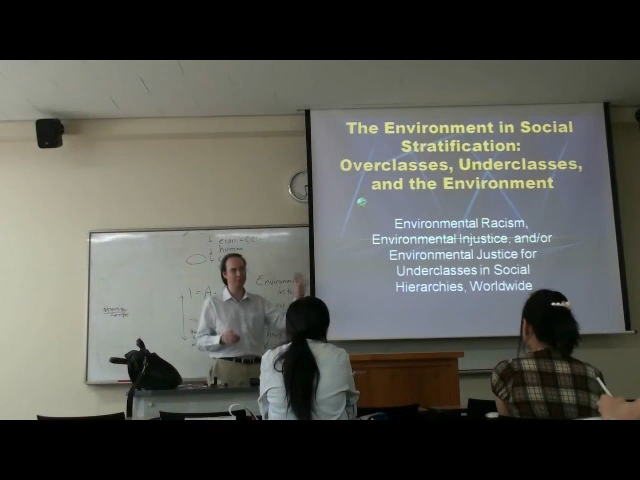 The Environment in Social
Stratification:
Overclasses, Underclasses,
and the Environment
Environmental Racism,
Environmental Injustice, and/or
Environmental Justice for
Underclasses in Social
Hierarchies, Worldwide